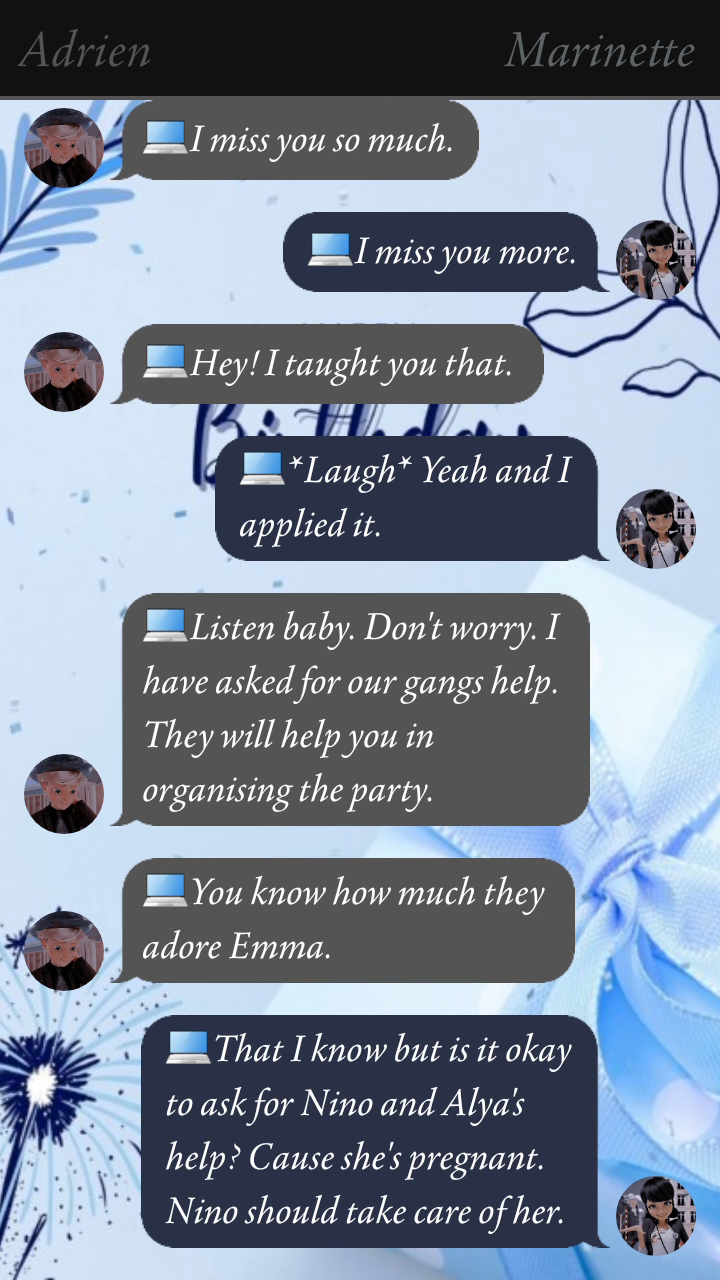 Adrien Marinette
💻I miss you so much.
💻I miss you more.
💻Hey! I taught you that.
Birthday
💻*Laugh* Yeah and I
applied it.
💻Listen baby. Don't worry. I
have asked for our gangs help.
They will help you in
organising the party.
💻You know how much they
adore Emma.
💻That I know but is it okay
to ask for Nino and Alya's
help? Cause she's pregnant.
Nino should take care of her.